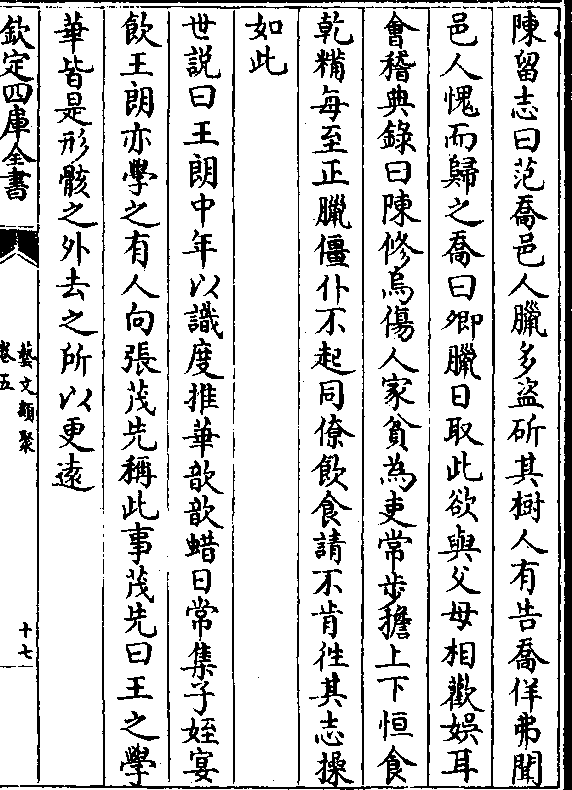 陳留志曰范喬邑人臘多盜斫其樹人有告喬佯弗聞
邑人愧而歸之喬曰卿臘日取此欲與父母相歡娯耳
會稽典錄曰陳修烏傷人家貧為吏常步擔上下恒食
乾糒每至正臘僵仆不起同僚飲食請不肯徃其志操
如此
世説曰王朗中年以識度推華歆歆蜡日常集子姪宴
飲王朗亦學之有人向張茂先稱此事茂先曰王之學
華皆是形骸之外去之所以更逺
欽定四庫全書
藝文類聚
卷五
十七